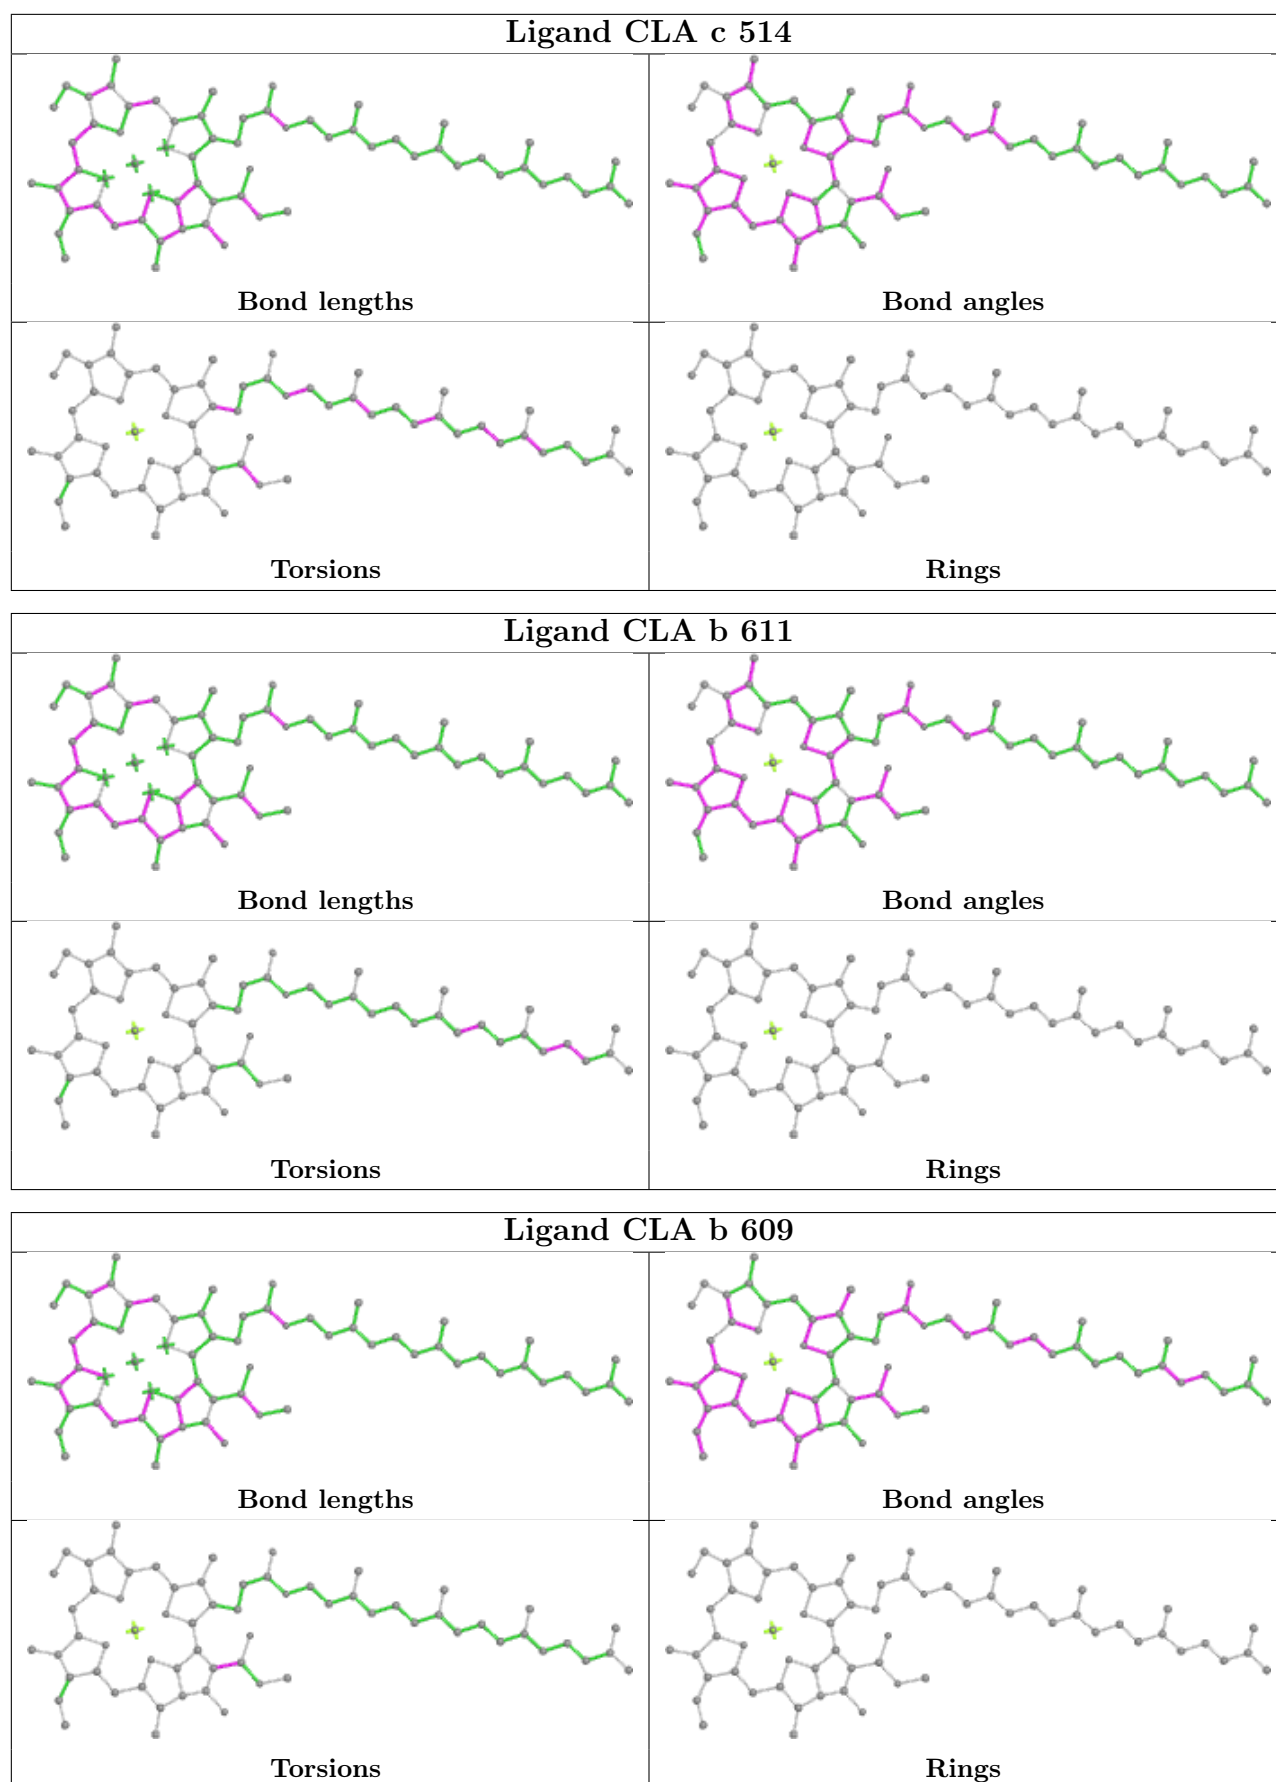 Ligand CLA c 514
Bond lengths
Bond angles
Torsions
Rings
Ligand CLA b 611
Bond lengths
Bond angles
Torsions
Rings
Ligand CLA b 609
Bond lengths
Bond angles
Torsions
Rings